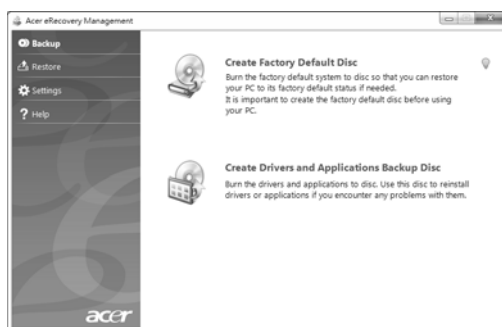 Acer eRecovery Management
Backup
Restore
Settings
? Help
Create Factory Default Disc
Burn the factory default system to disc so that you can restore
your PC to its factory default status if needed.
It is important to create the factory default disc before using
your PC.
Create Drivers and Applications Backup Disc
Burn the drivers and applications to disc. Use this disc to reinstall
drivers or applications if you encounter any problems with them.
acer